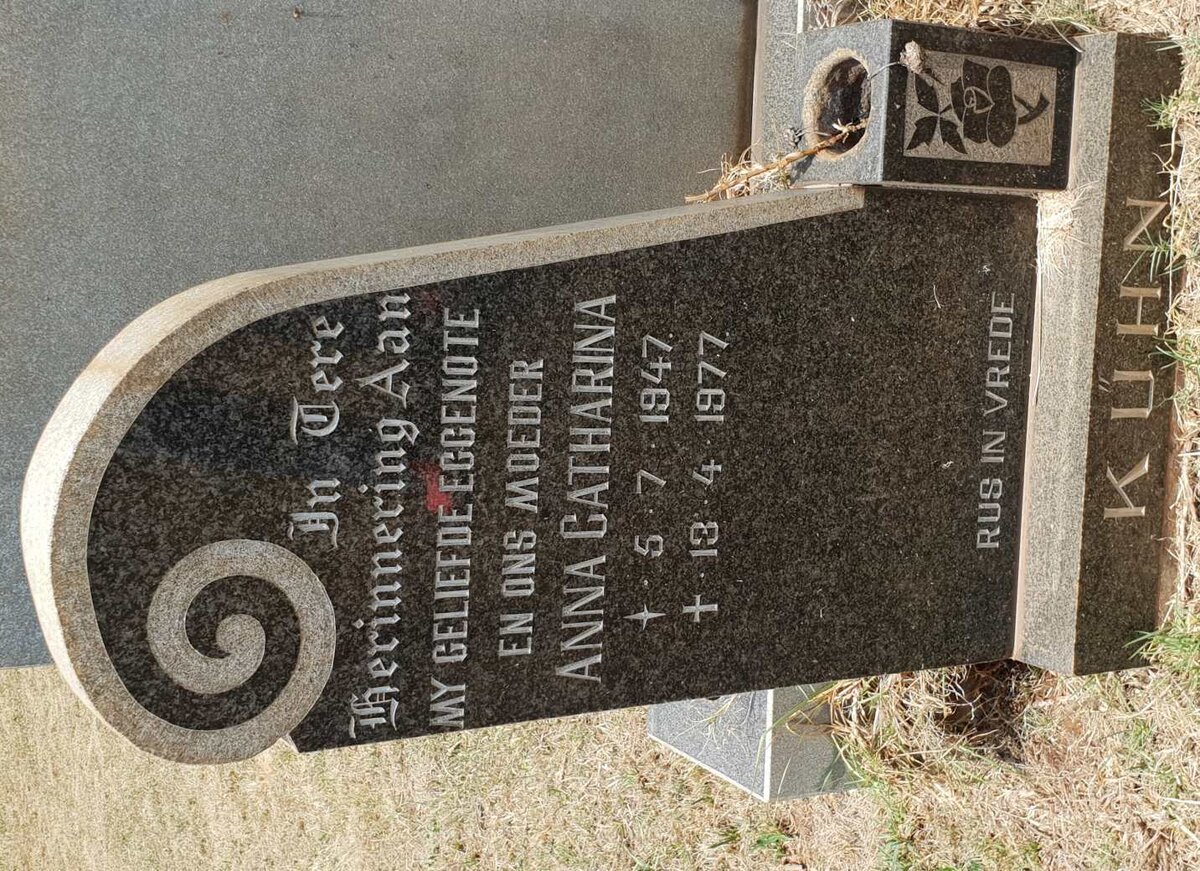 In Tere
Herinnering Aan
MY GELIEFDE EGGENOTE
EN ONS MOEDER
ANNA CATHARINA
5. 7. 1947.
13. 4. 1977.
RUS IN VREDE
KÜHN